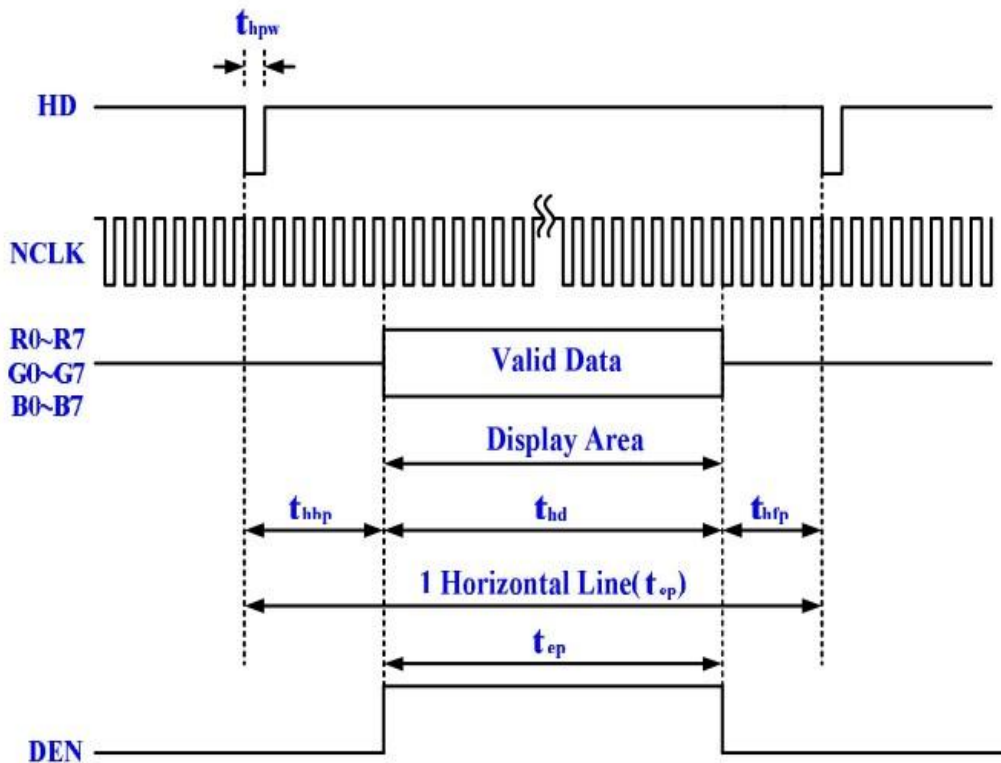 thpw
HD
NCLK
R0~R7
G0~G7
B0~B7
Valid Data
Display Area
thbp
thd
thfp
1 Horizontal Line(tep)
tep
DEN